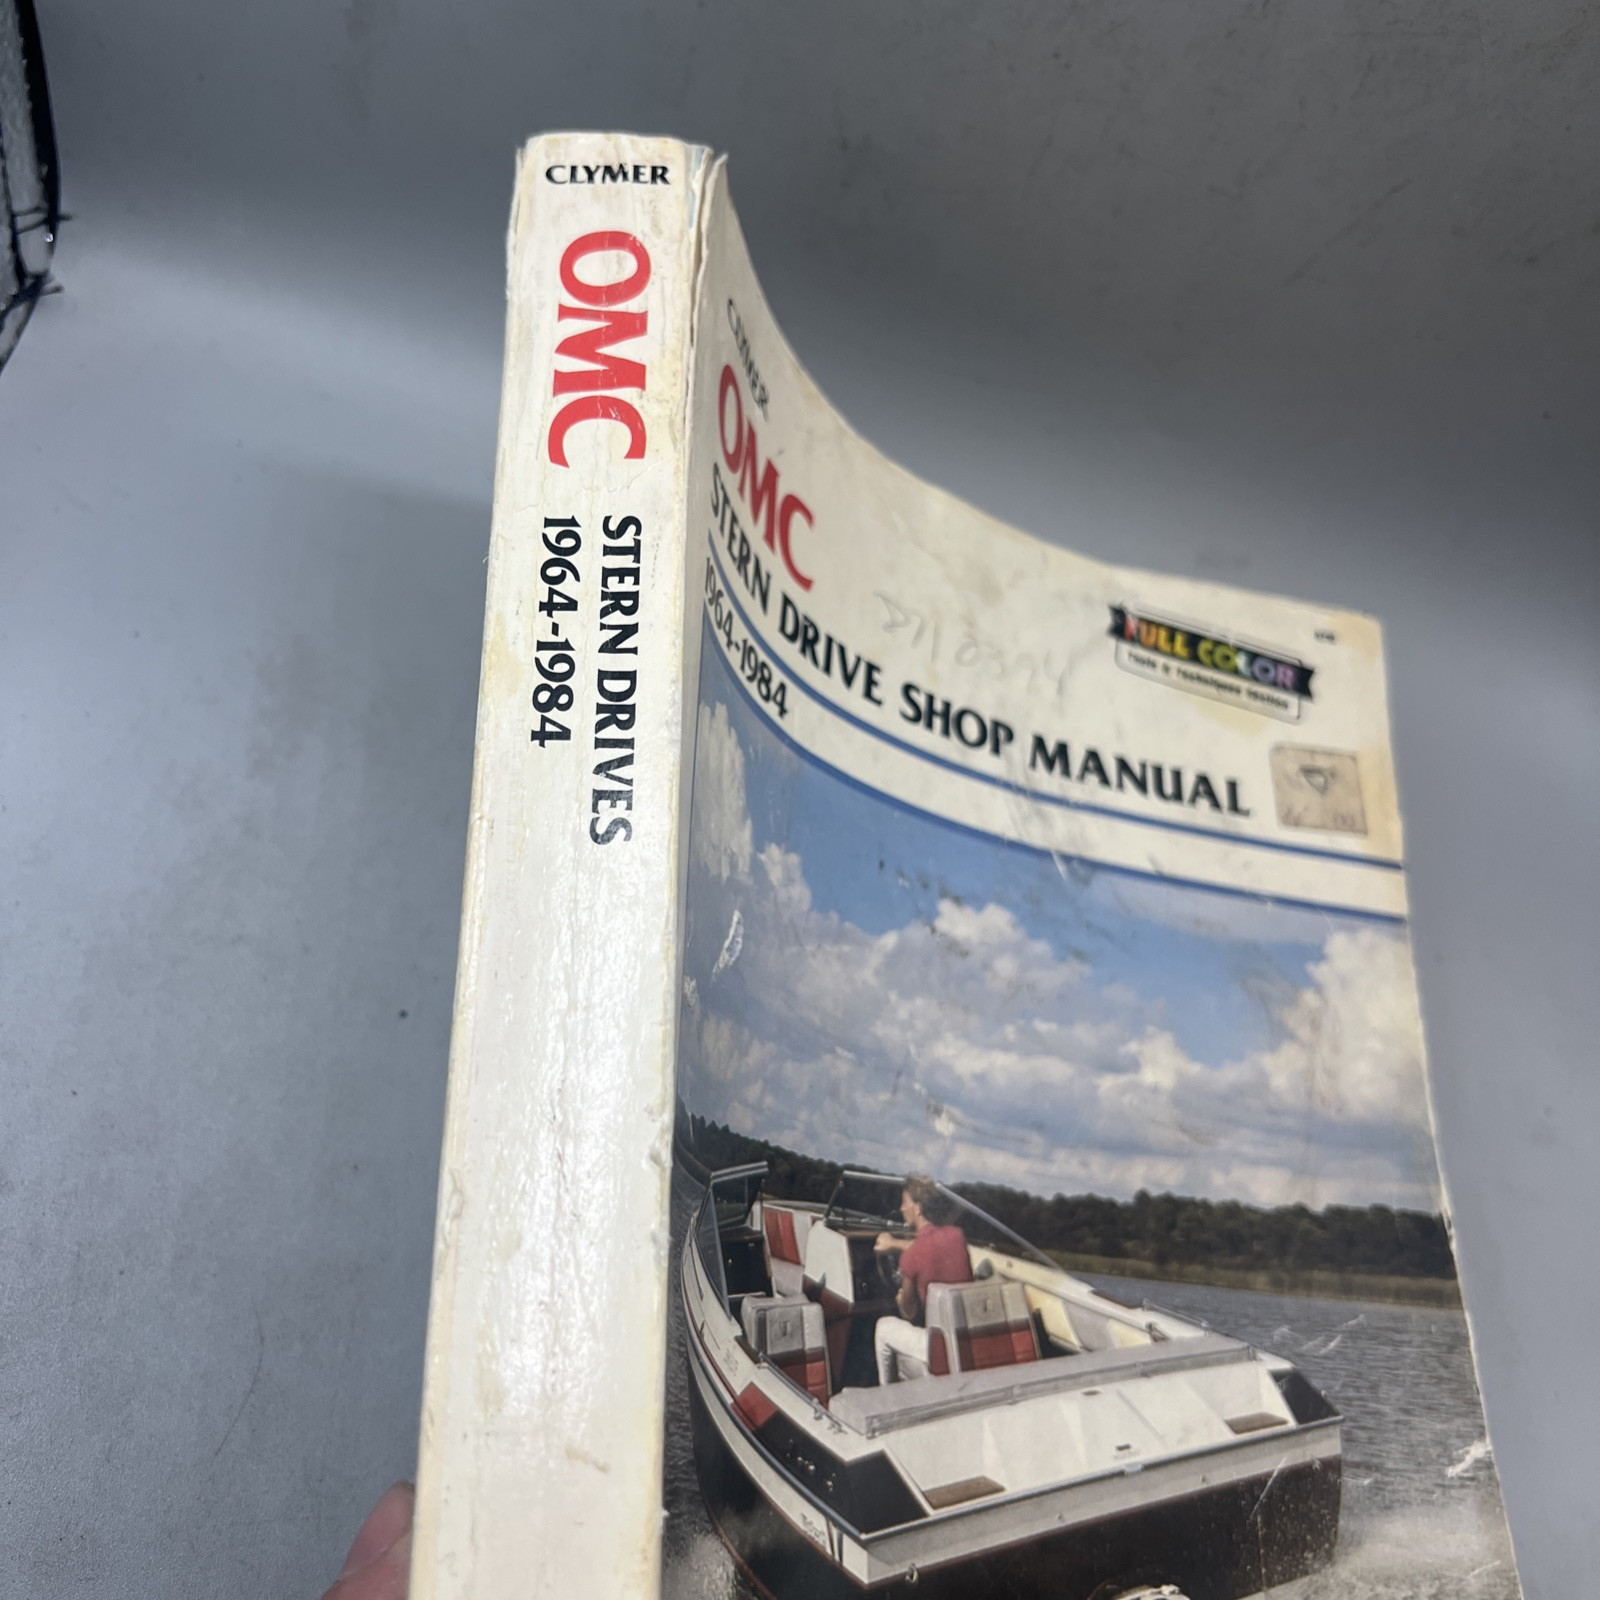 CLYMER
OMC
STERN DRIVES
1964-1984
CLYMER
OMC
STERN DRIVE SHOP MANUAL
1964-1984
FULL COLOR